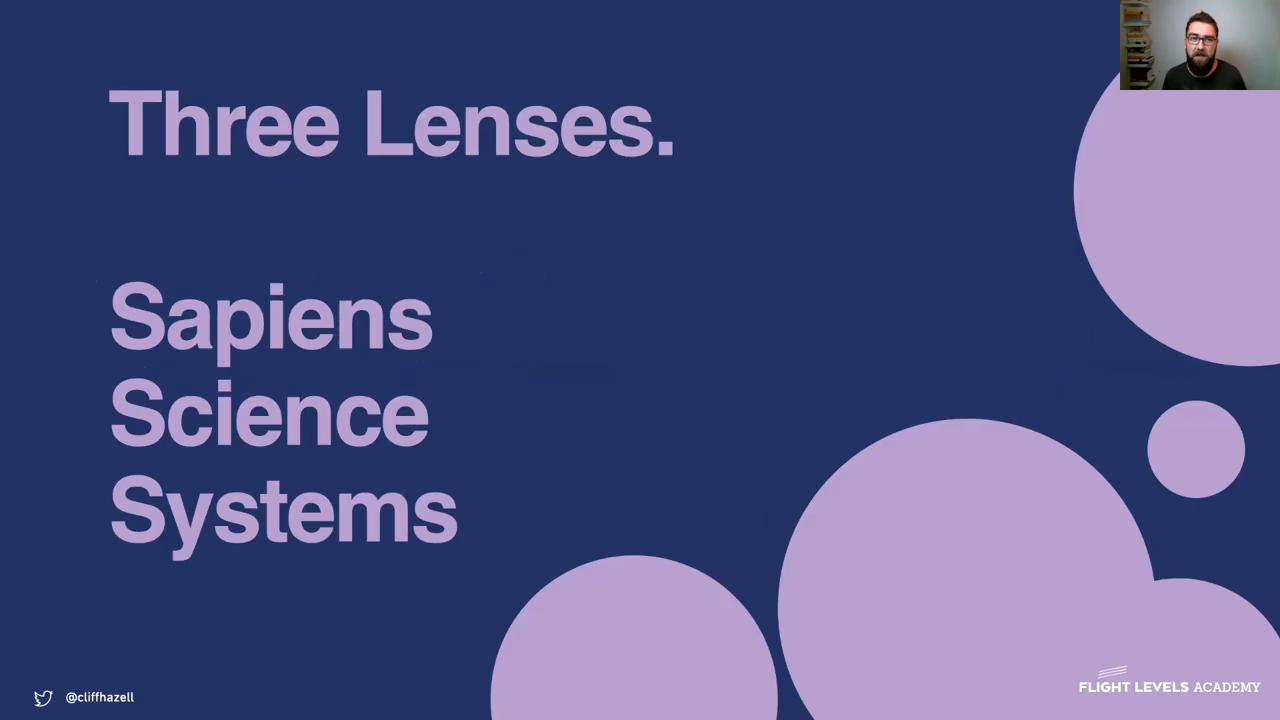 Three Lenses.
Sapiens
Science
Systems
@cliffhazell
FLIGHT LEVELS ACADEMY